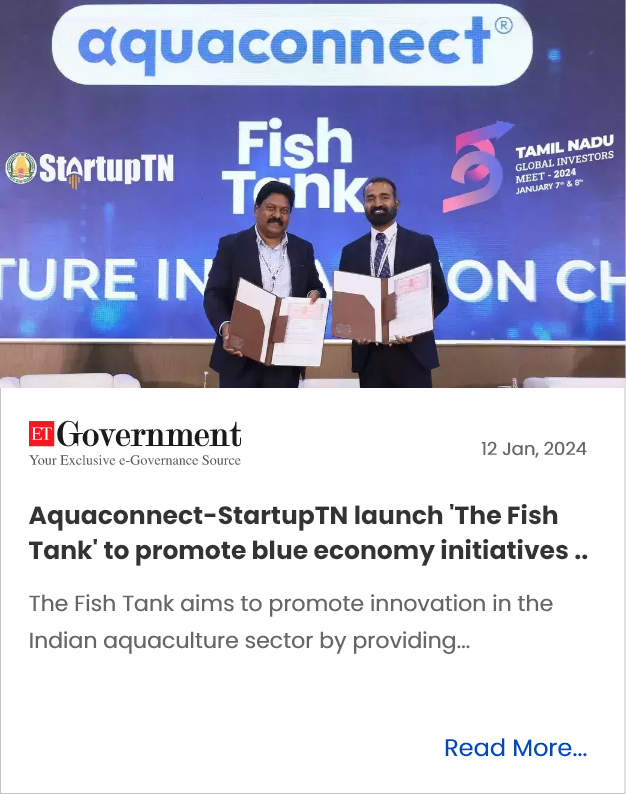 aquaconnect®
Fish
Tank
StartupTN
TAMIL NADU
GLOBAL INVESTORS
MEET - 2024
JANUARY 7th & 8th
TURE IN ION CH
ET Government
Your Exclusive e-Governance Source
12 Jan, 2024
Aquaconnect-StartupTN launch 'The Fish
Tank' to promote blue economy initiatives ..
The Fish Tank aims to promote innovation in the
Indian aquaculture sector by providing...
Read More...